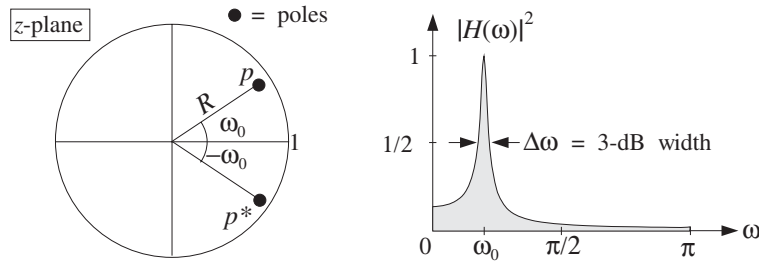 z-plane
● = poles
p
R
ω₀
−ω₀
1
p*
|H(ω)|²
1
1/2
Δω = 3-dB width
0
ω₀
π/2
π
ω